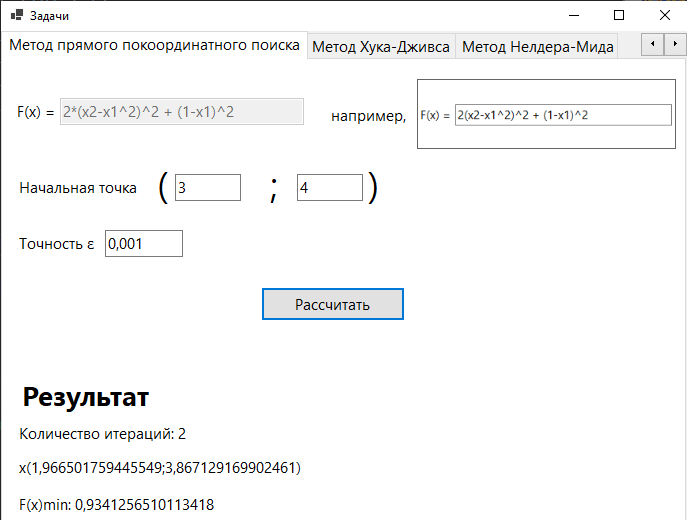 Задачи
Метод прямого покоординатного поиска Метод Хука-Дживса Метод Нелдера-Мида
F(x) = 2*(x2-x1^2)^2 + (1-x1)^2 например, F(x) = 2(x2-x1^2)^2 + (1-x1)^2
Начальная точка ( 3 ; 4 )
Точность ε 0,001
Рассчитать
Результат
Количество итераций: 2
x(1,966501759445549;3,867129169902461)
F(x)min: 0,9341256510113418